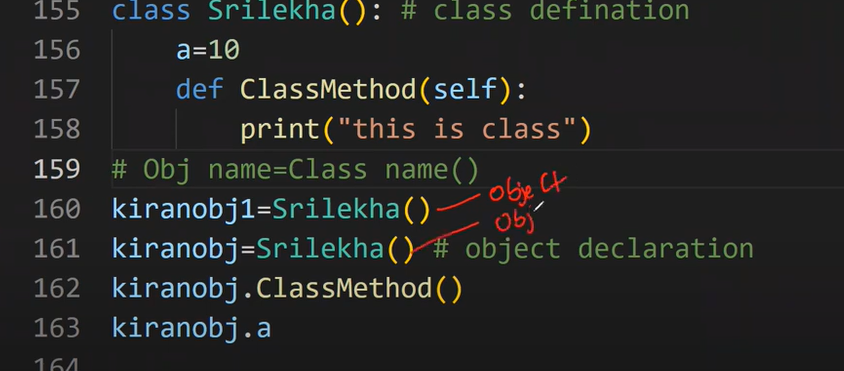 155 class Srilekha(): # class defination
156     a=10
157     def ClassMethod(self):
158         print("this is class")
159 # Obj name=Class name()
object
160 kiranobj1=Srilekha()
Obj
161 kiranobj=Srilekha() # object declaration
162 kiranobj.ClassMethod()
163 kiranobj.a
164